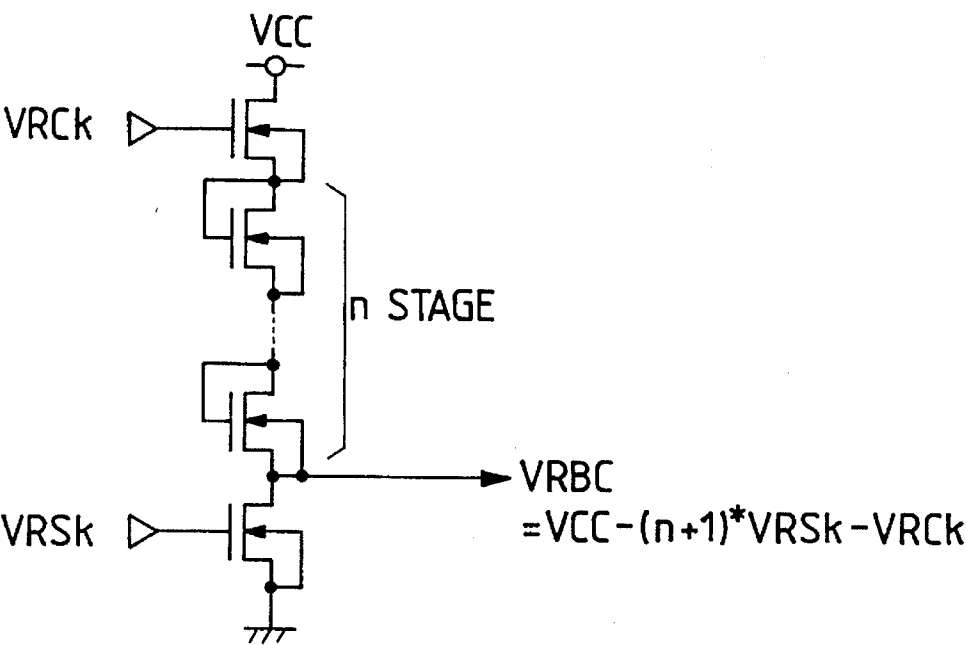 VCC
VRCk
n STAGE
VRBC
=VCC-(n+1)*VRSk-VRCk
VRSk